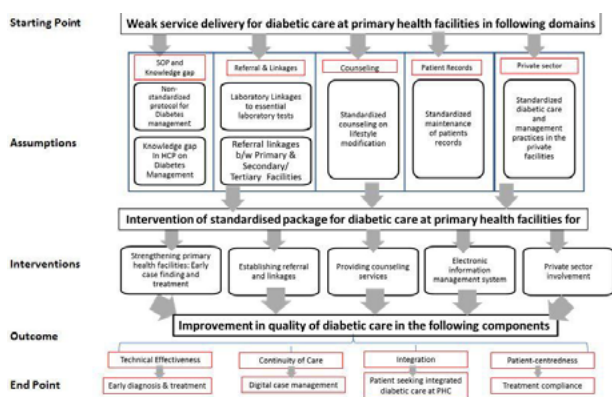 Starting Point
Weak service delivery for diabetic care at primary health facilities in following domains
SOP and
Knowledge gap
Referral & Linkages
Counseling
Patient Records
Private sector
Non-
standardized
protocol for
Diabetes
management
Laboratory Linkages
to essential
laboratory tests
Standardized
counseling on
lifestyle
modification
Standardized
maintenance of
patients
records
Standardized
diabetic care
and
management
practices in the
private
facilities
Assumptions
Knowledge gap
In HCP on
Diabetes
Management
Referral linkages
b/w Primary &
Secondary/
Tertiary Facilities
Intervention of standardised package for diabetic care at primary health facilities for
Interventions
Strengthening primary
health facilities: Early
case finding and
treatment
Establishing referral
and linkages
Providing counseling
services
Electronic
information
management system
Private sector
involvement
Improvement in quality of diabetic care in the following components
Outcome
Technical Effectiveness
Continuity of Care
Integration
Patient-centredness
End Point
Early diagnosis & treatment
Digital case management
Patient seeking integrated
diabetic care at PHC
Treatment compliance